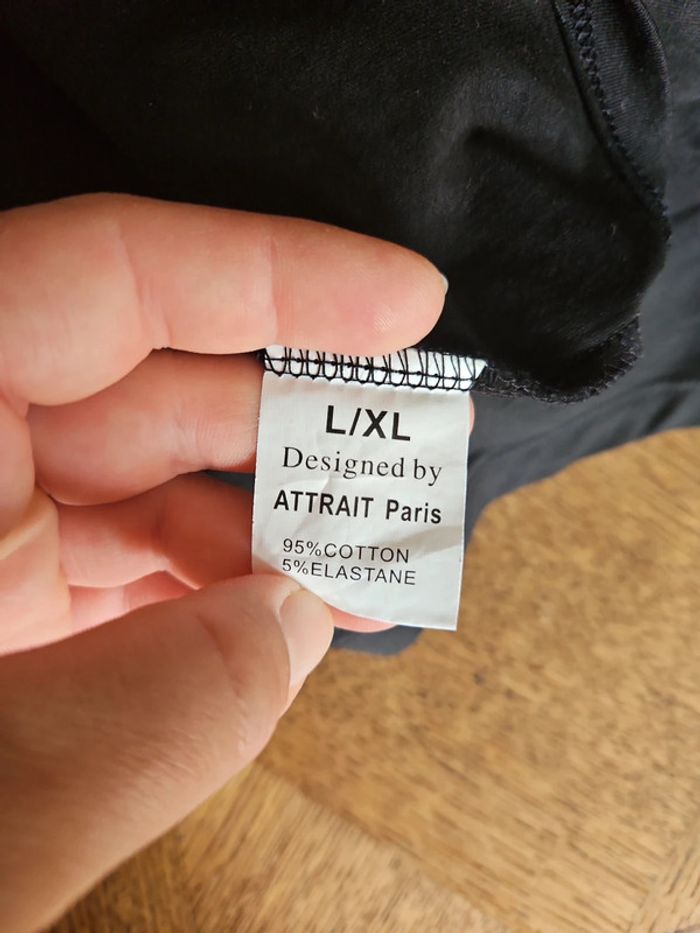 L/XL
Designed by
ATTRAIT Paris
95%COTTON
5%ELASTANE